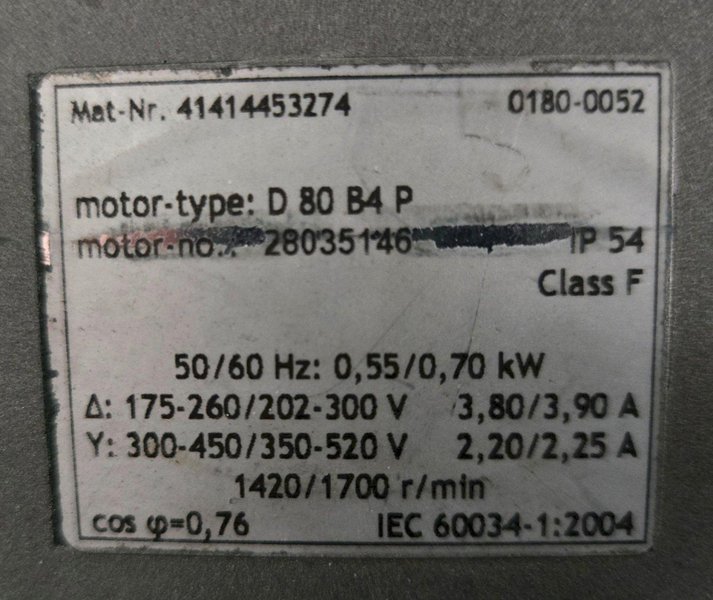 Mat-Nr. 41414453274 0180-0052
motor-type: D 80 B4 P
motor-no.: 28035146 IP 54
Class F
50/60 Hz: 0,55/0,70 kW
Δ: 175-260/202-300 V 3,80/3,90 A
Y: 300-450/350-520 V 2,20/2,25 A
1420/1700 r/min
cos φ=0,76 IEC 60034-1:2004